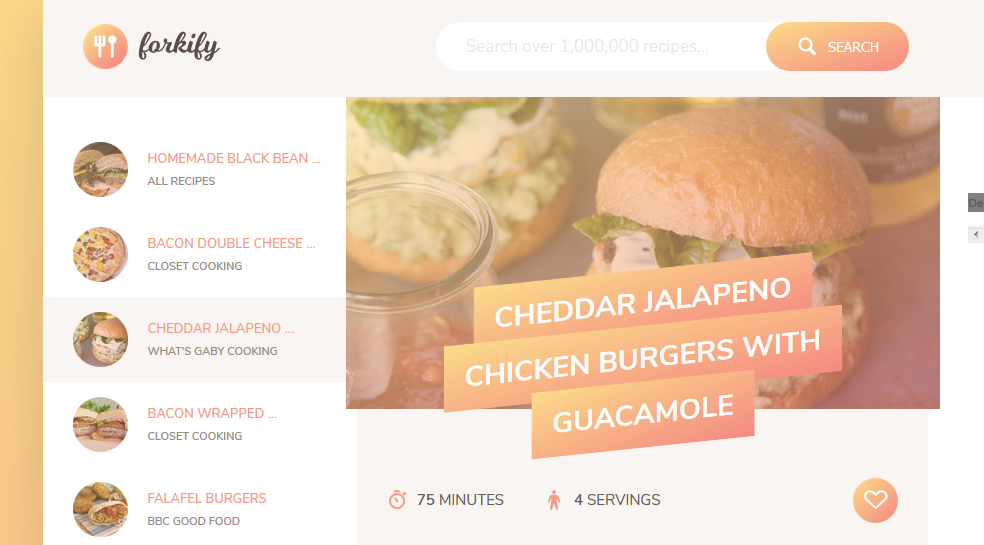 forkify
Search over 1,000,000 recipes...
SEARCH
HOMEMADE BLACK BEAN ...
ALL RECIPES
BACON DOUBLE CHEESE ...
CLOSET COOKING
CHEDDAR JALAPENO ...
WHAT'S GABY COOKING
BACON WRAPPED ...
CLOSET COOKING
FALAFEL BURGERS
BBC GOOD FOOD
BEER
CHEDDAR JALAPENO
CHICKEN BURGERS WITH
GUACAMOLE
75 MINUTES
4 SERVINGS
De